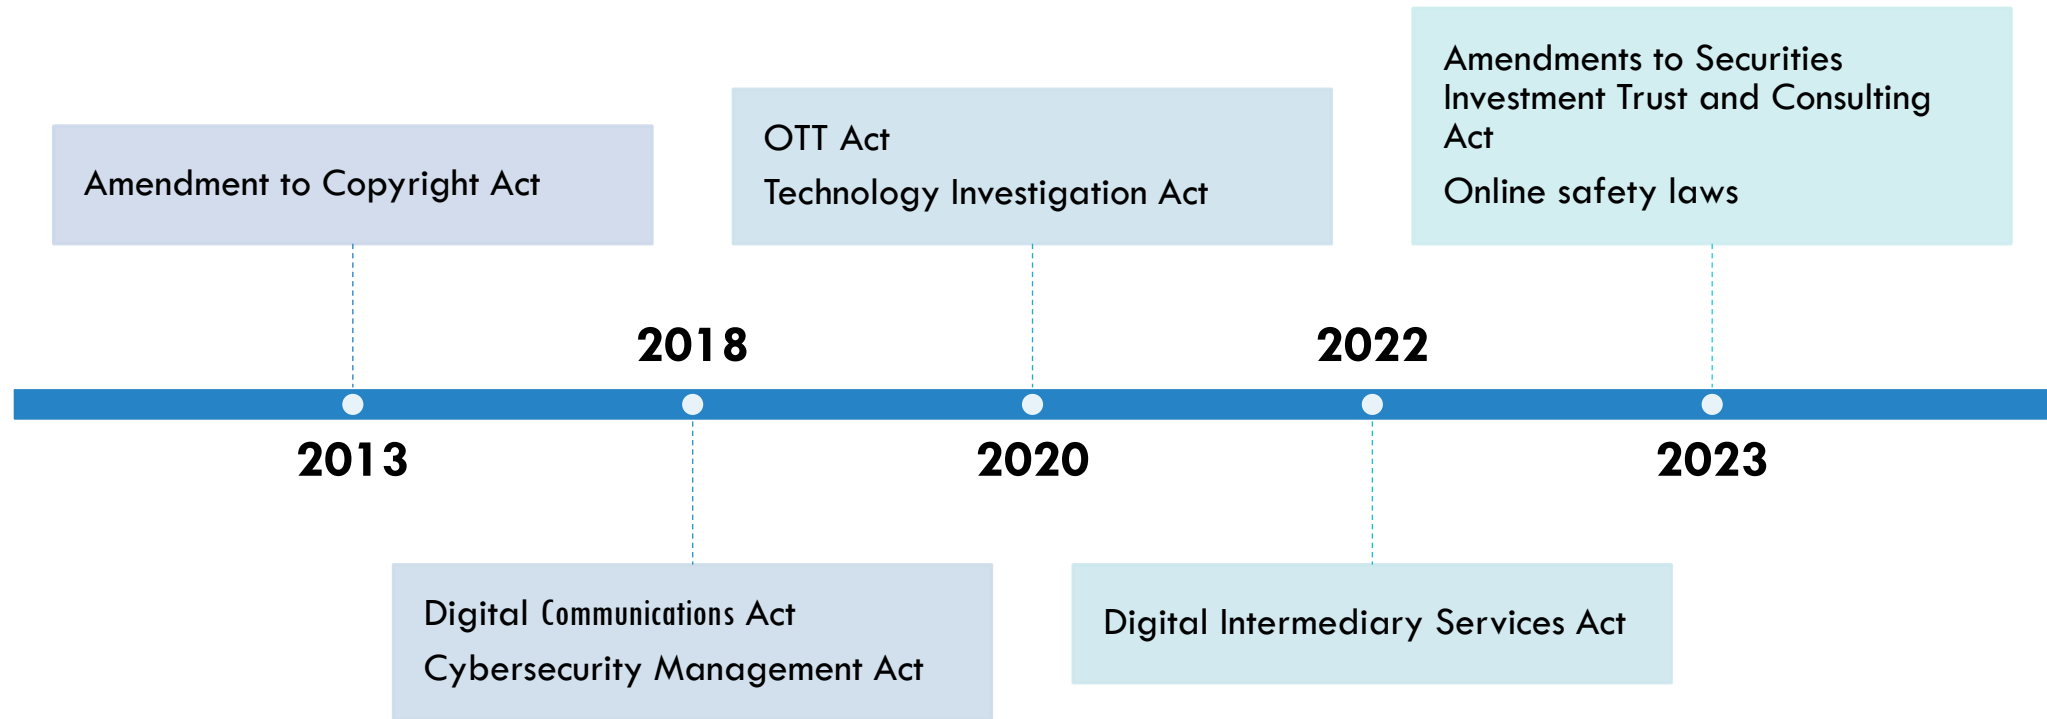 Amendment to Copyright Act
OTT Act
Technology Investigation Act
Amendments to Securities
Investment Trust and Consulting
Act
Online safety laws
2018
2022
2013
2020
2023
Digital Communications Act
Cybersecurity Management Act
Digital Intermediary Services Act